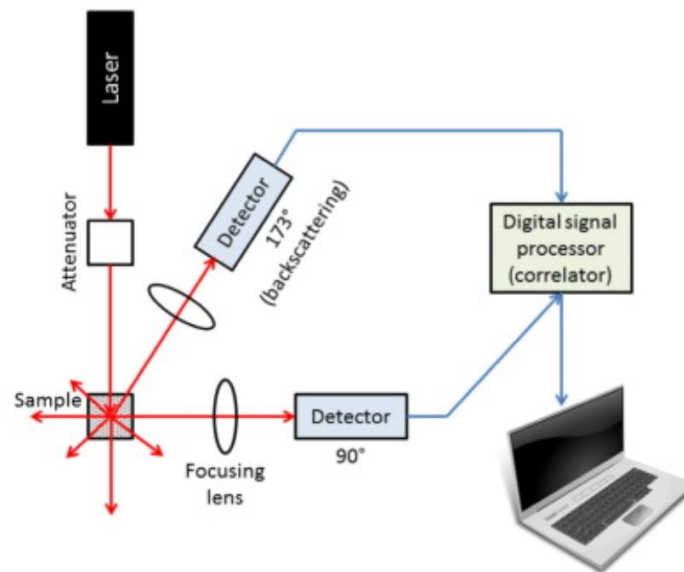 Laser
Attenuator
Detector
173°
(backscattering)
Digital signal
processor
(correlator)
Sample
Detector
90°
Focusing
lens